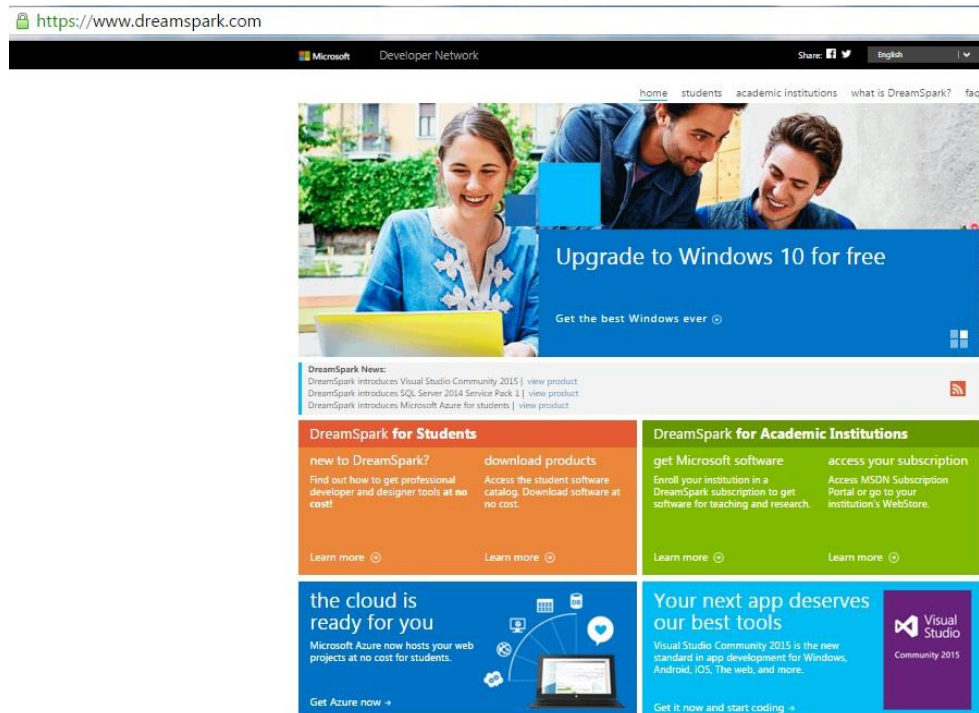 https://www.dreamspark.com
Microsoft Developer Network Share: English
home students academic institutions what is DreamSpark? faq
Upgrade to Windows 10 for free
Get the best Windows ever
DreamSpark News:
DreamSpark introduces Visual Studio Community 2015 | view product
DreamSpark introduces SQL Server 2014 Service Pack 1 | view product
DreamSpark introduces Microsoft Azure for students | view product
DreamSpark for Students
new to DreamSpark?
Find out how to get professional
developer and designer tools at no
cost!
Learn more
download products
Access the student software
catalog. Download software at
no cost.
Learn more
DreamSpark for Academic Institutions
get Microsoft software
Enroll your institution in a
DreamSpark subscription to get
software for teaching and research.
Learn more
access your subscription
Access MSDN Subscription
Portal or go to your
institution's WebStore.
Learn more
the cloud is
ready for you
Microsoft Azure now hosts your web
projects at no cost for students.
Get Azure now
DB
Your next app deserves
our best tools
Visual Studio Community 2015 is the new
standard in app development for Windows,
Android, iOS, The web, and more.
Get it now and start coding
Visual
Studio
Community 2015